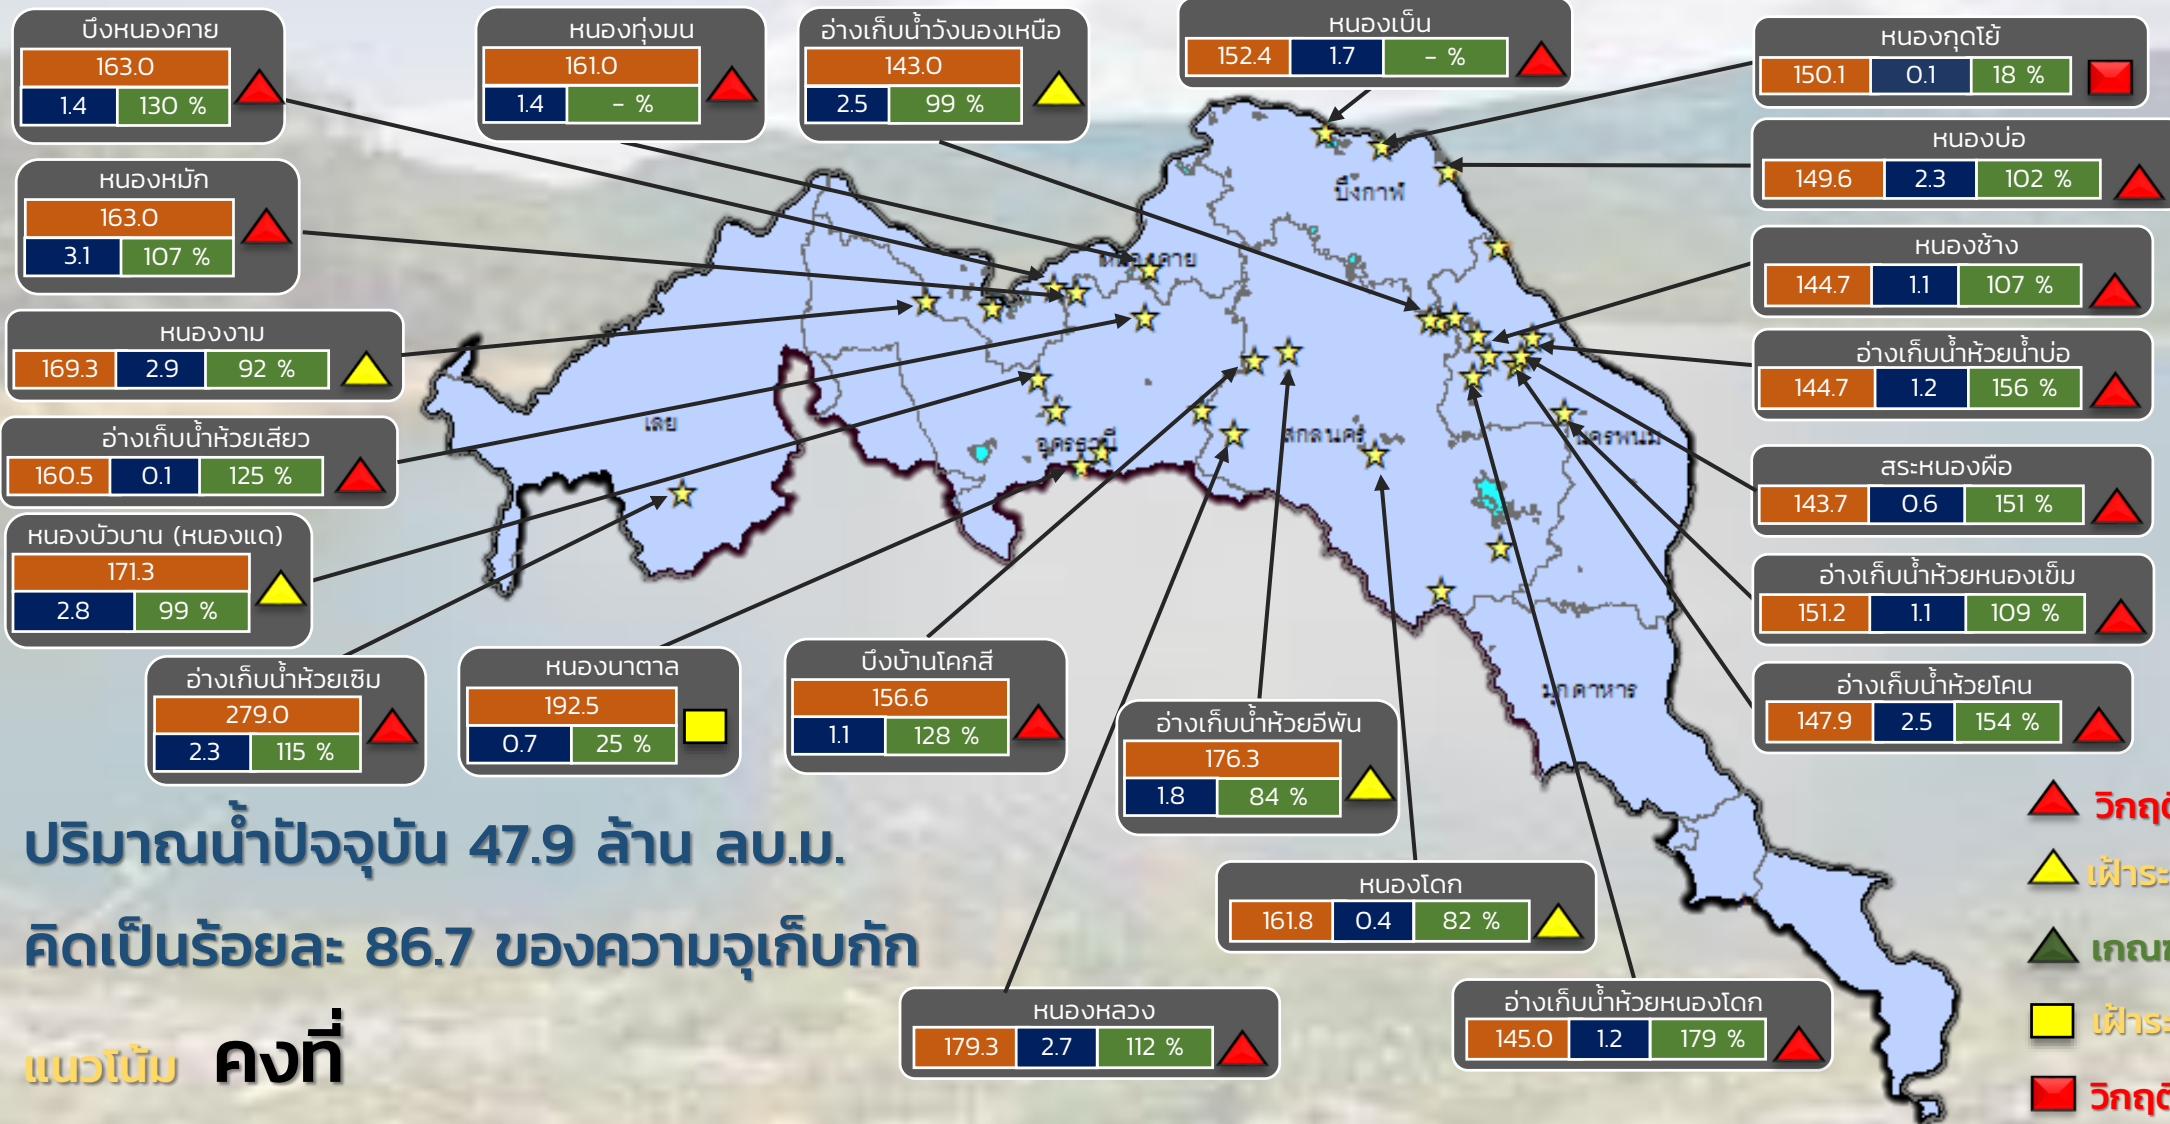 บึงหนองคาย
163.0
1.4 130 %
หนองทุ่งมน
161.0
1.4 - %
อ่างเก็บน้ำวังนองเหนือ
143.0
2.5 99 %
หนองเบ็น
152.4 1.7 - %
หนองกุดโย้
150.1 0.1 18 %
หนองหมัก
163.0
3.1 107 %
หนองบ่อ
149.6 2.3 102 %
หนองช้าง
144.7 1.1 107 %
หนองงาม
169.3 2.9 92 %
อ่างเก็บน้ำห้วยน้ำบ่อ
144.7 1.2 156 %
อ่างเก็บน้ำห้วยเสียว
160.5 0.1 125 %
สระหนองผือ
143.7 0.6 151 %
หนองบัวบาน (หนองแด)
171.3
2.8 99 %
อ่างเก็บน้ำห้วยหนองเข็ม
151.2 1.1 109 %
อ่างเก็บน้ำห้วยเซิม
279.0
2.3 115 %
หนองนาตาล
192.5
0.7 25 %
บึงบ้านโคกสี
156.6
1.1 128 %
อ่างเก็บน้ำห้วยอีพัน
176.3
1.8 84 %
อ่างเก็บน้ำห้วยโคน
147.9 2.5 154 %
หนองโดก
161.8 0.4 82 %
หนองหลวง
179.3 2.7 112 %
อ่างเก็บน้ำห้วยหนองโดก
145.0 1.2 179 %
บึงกาฬ
หนองคาย
เลย
อุดรธานี
สกลนคร
นครพนม
มุกดาหาร
ปริมาณน้ำปัจจุบัน 47.9 ล้าน ลบ.ม.
คิดเป็นร้อยละ 86.7 ของความจุเก็บกัก
แนวโน้ม คงที่